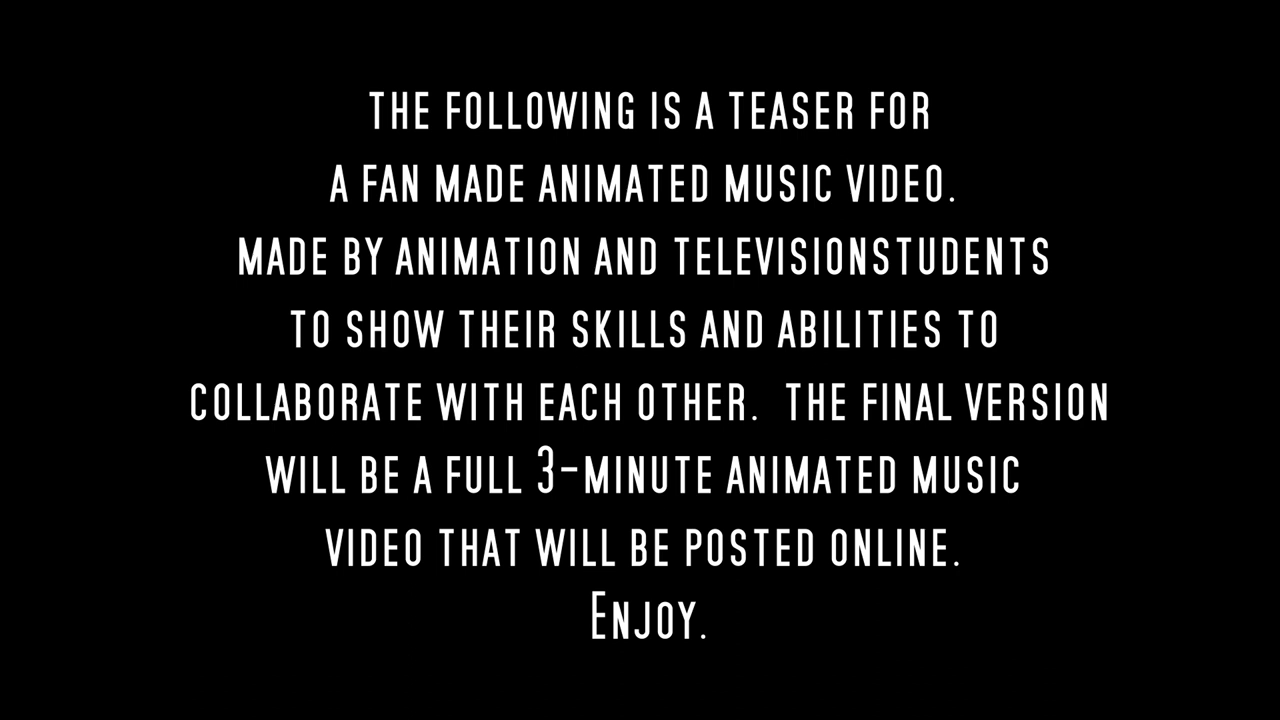 THE FOLLOWING IS A TEASER FOR
A FAN MADE ANIMATED MUSIC VIDEO.
MADE BY ANIMATION AND TELEVISIONSTUDENTS
TO SHOW THEIR SKILLS AND ABILITIES TO
COLLABORATE WITH EACH OTHER.  THE FINAL VERSION
WILL BE A FULL 3-MINUTE ANIMATED MUSIC
VIDEO THAT WILL BE POSTED ONLINE.
ENJOY.